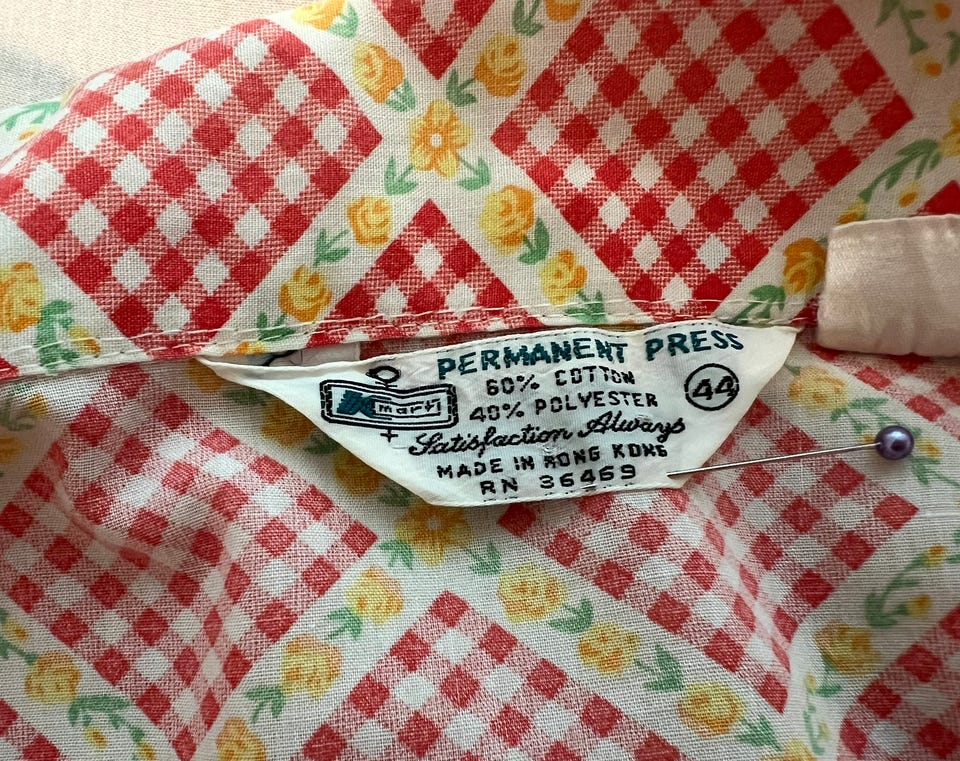 PERMANENT PRESS
60% COTTON
40% POLYESTER
44
Kmart
Satisfaction Always
MADE IN HONG KONG
RN 36469